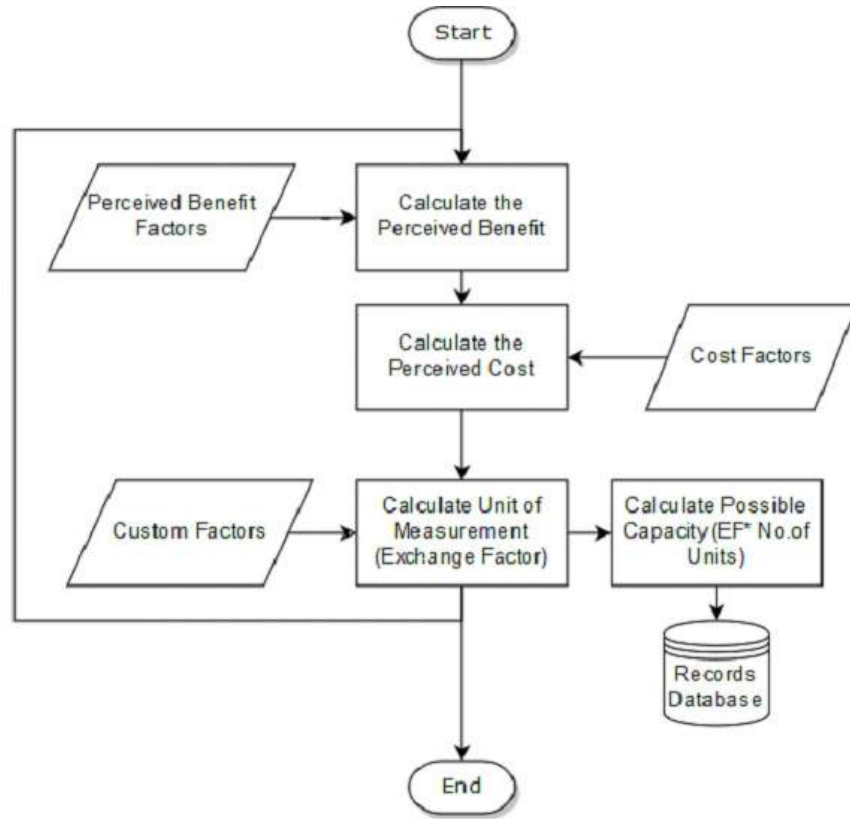 Start
Perceived Benefit
Factors
Calculate the
Perceived Benefit
Calculate the
Perceived Cost
Cost Factors
Custom Factors
Calculate Unit of
Measurement
(Exchange Factor)
Calculate Possible
Capacity(EF* No.of
Units)
Records
Database
End